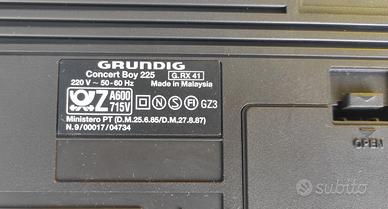 GRUNDIG
Concert Boy 225 G.RX 41
220 V ~ 50-60 Hz Made in Malaysia
Z A600 715V N S FI GZ3
Ministero PT (D.M.25.6.85/D.M.27.8.87)
N.9/00017/04734
OPEN
subito